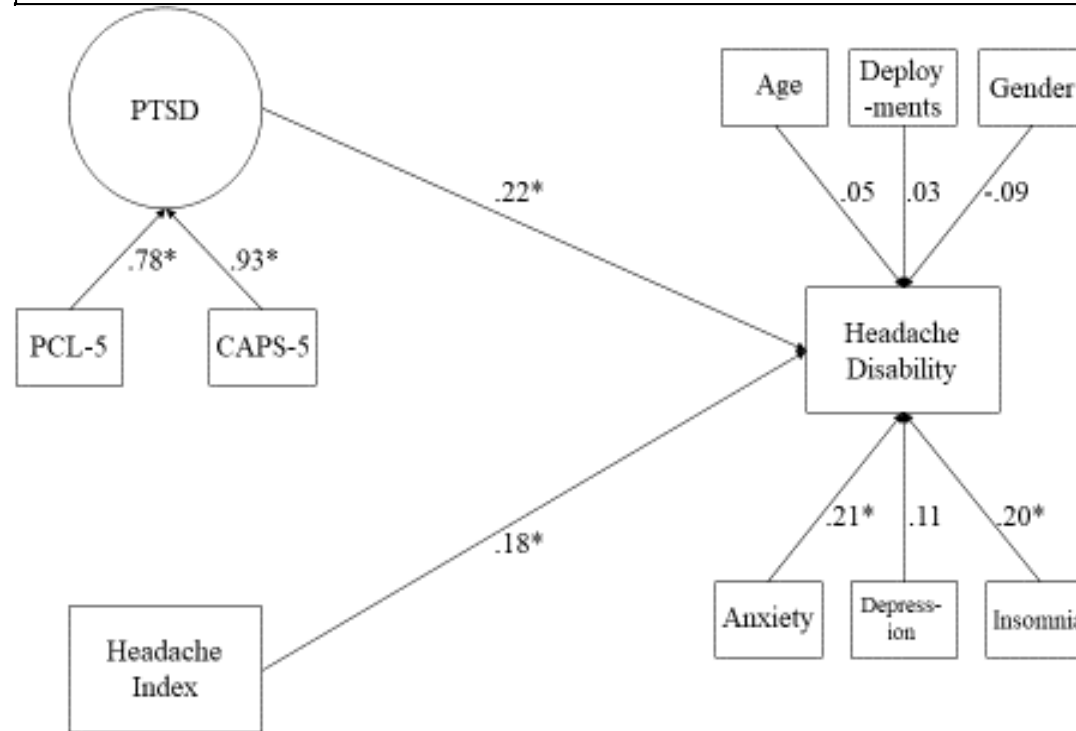 PTSD
Age
Deploy
-ments
Gender
.22*
.05
.03
-.09
.78*
.93*
PCL-5
CAPS-5
Headache
Disability
.18*
.21*
.11
.20*
Anxiety
Depress-
ion
Insomnia
Headache
Index